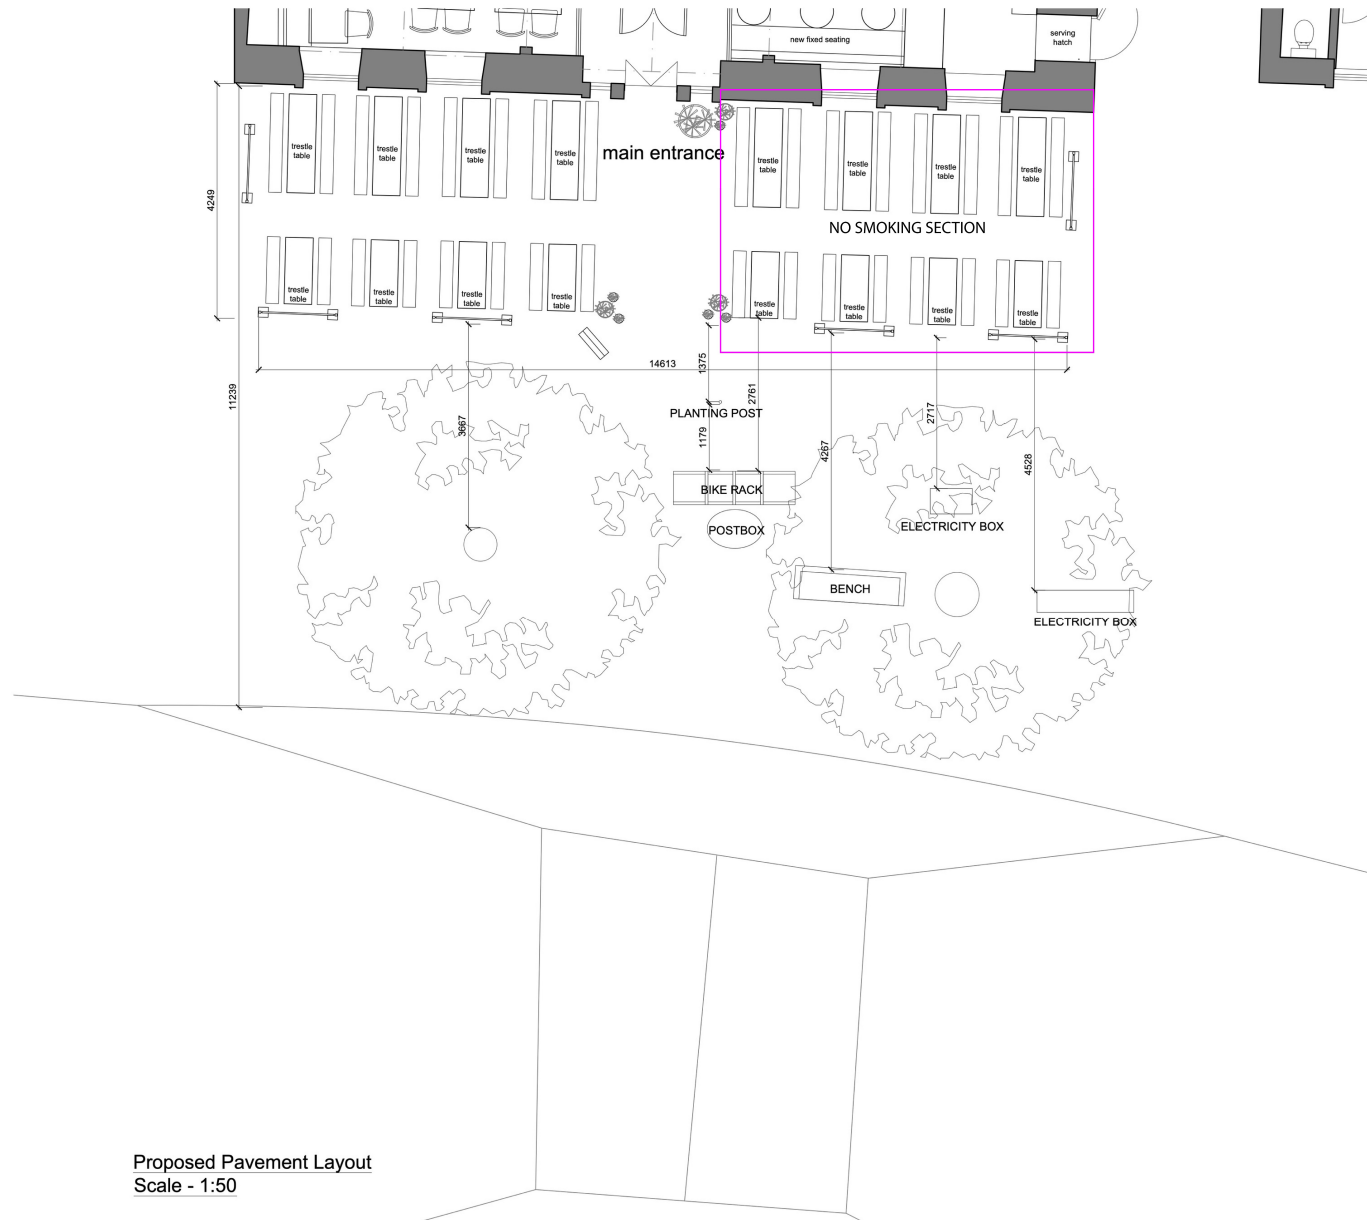 new fixed seating
serving
hatch
trestle
table
trestle
table
trestle
table
trestle
table
main entrance
trestle
table
trestle
table
trestle
table
trestle
table
4249
NO SMOKING SECTION
trestle
table
trestle
table
trestle
table
trestle
table
trestle
table
trestle
table
trestle
table
trestle
table
14613
1375
2761
11239
PLANTING POST
2717
3667
1179
4267
4528
BIKE RACK
POSTBOX
ELECTRICITY BOX
BENCH
ELECTRICITY BOX
Proposed Pavement Layout
Scale - 1:50